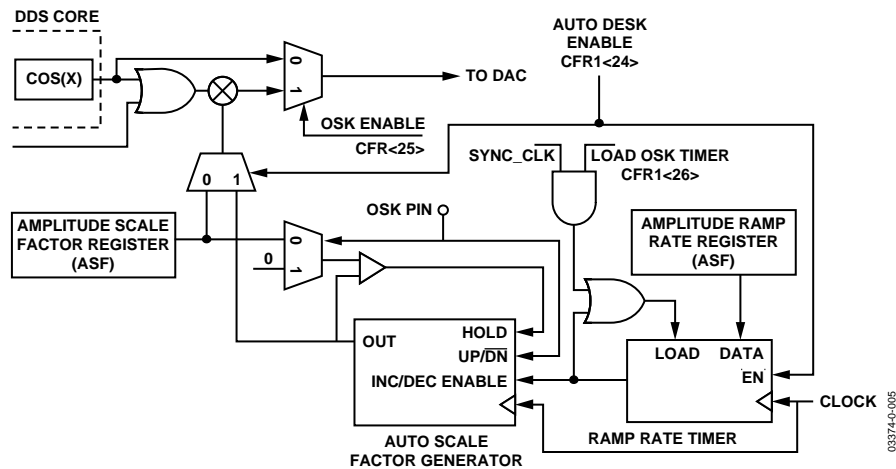 DDS CORE
COS(X)
0
1
TO DAC
OSK ENABLE
CFR<25>
AUTO DESK
ENABLE
CFR1<24>
SYNC_CLK
LOAD OSK TIMER
CFR1<26>
0 1
OSK PIN
AMPLITUDE SCALE
FACTOR REGISTER
(ASF)
0
1
0
AMPLITUDE RAMP
RATE REGISTER
(ASF)
OUT
HOLD
UP/DN
INC/DEC ENABLE
LOAD
DATA
EN
CLOCK
RAMP RATE TIMER
AUTO SCALE
FACTOR GENERATOR
03374-0-005